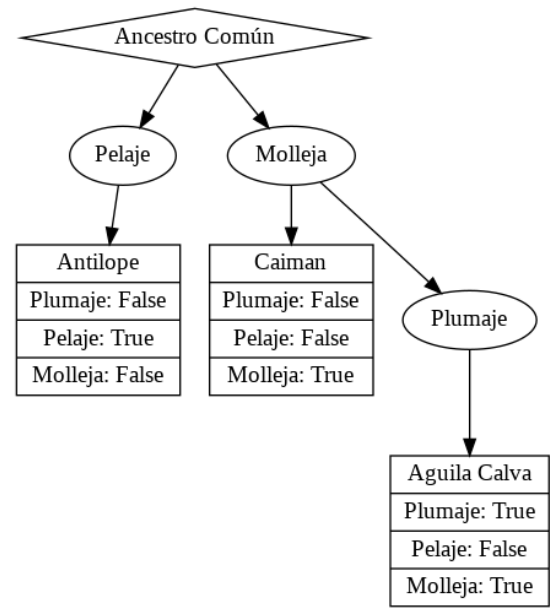 Ancestro Común
Pelaje
Molleja
Antilope
Plumaje: False
Pelaje: True
Molleja: False
Caiman
Plumaje: False
Pelaje: False
Molleja: True
Plumaje
Aguila Calva
Plumaje: True
Pelaje: False
Molleja: True